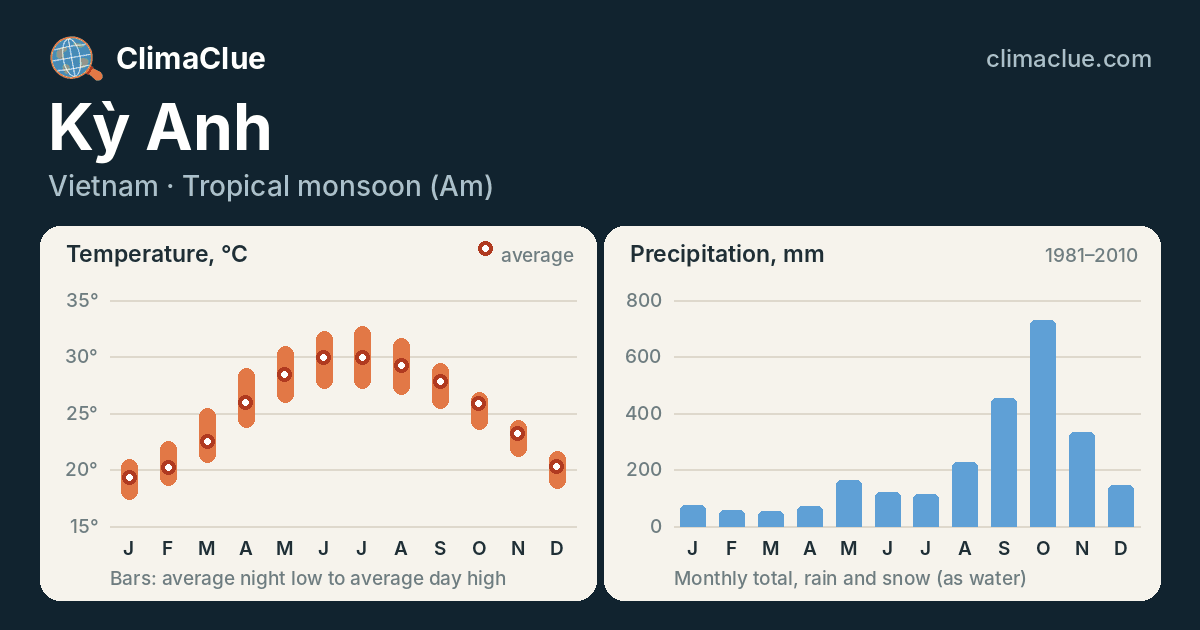 ClimaClue
climaclue.com
Kỳ Anh
Vietnam · Tropical monsoon (Am)
Temperature, °C
average
35°
30°
25°
20°
15°
J F M A M J J A S O N D
Bars: average night low to average day high
Precipitation, mm
1981–2010
800
600
400
200
0
J F M A M J J A S O N D
Monthly total, rain and snow (as water)